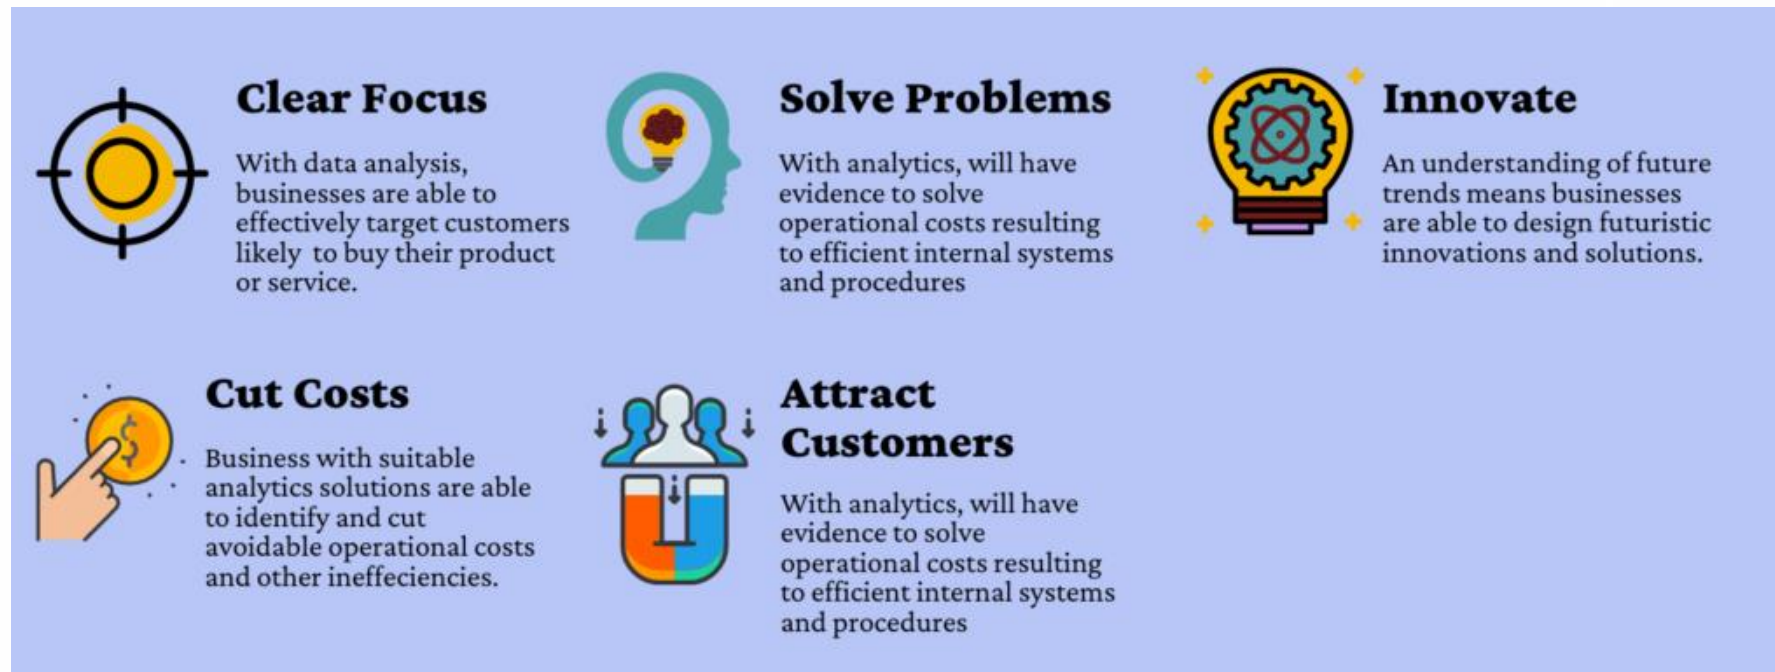 Clear Focus
With data analysis,
businesses are able to
effectively target customers
likely to buy their product
or service.
Solve Problems
With analytics, will have
evidence to solve
operational costs resulting
to efficient internal systems
and procedures
Innovate
An understanding of future
trends means businesses
are able to design futuristic
innovations and solutions.
Cut Costs
Business with suitable
analytics solutions are able
to identify and cut
avoidable operational costs
and other ineffeciencies.
Attract
Customers
With analytics, will have
evidence to solve
operational costs resulting
to efficient internal systems
and procedures